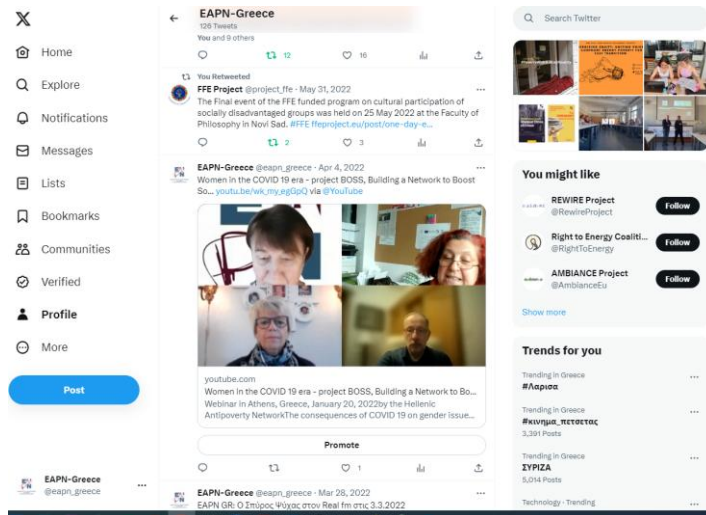 EAPN-Greece
126 Tweets
You and 9 others
12
16
You Retweeted
FFE Project @project_ffe · May 31, 2022
The Final event of the FFE funded program on cultural participation of
socially disadvantaged groups was held on 25 May 2022 at the Faculty of
Philosophy in Novi Sad. #FFE ffeproject.eu/post/one-day-e...
2
3
EAPN-Greece @eapn_greece · Apr 4, 2022
Women in the COVID 19 era - project BOSS, Building a Network to Boost
So... youtu.be/wk_my_egGpQ via @YouTube
youtube.com
Women in the COVID 19 era - project BOSS, Building a Network to Bo...
Webinar in Athens, Greece, January 20, 2022by the Hellenic
Antipoverty NetworkThe consequences of COVID 19 on gender issue...
Promote
1
EAPN-Greece @eapn_greece · Mar 28, 2022
EAPN GR: Ο Σπύρος Ψύχας στον Real fm στις 3.3.2022
Home
Explore
Notifications
Messages
Lists
Bookmarks
Communities
Verified
Profile
More
Post
EAPN-Greece
@eapn_greece
Search Twitter
You might like
REWIRE Project
@RewireProject
Follow
Right to Energy Coaliti...
@RightToEnergy
Follow
AMBIANCE Project
@AmbianceEu
Follow
Show more
Trends for you
Trending in Greece
#Λαρισα
Trending in Greece
#κινημα_πετσετας
3,391 Posts
Trending in Greece
ΣΥΡΙΖΑ
5,014 Posts
Technology · Trending